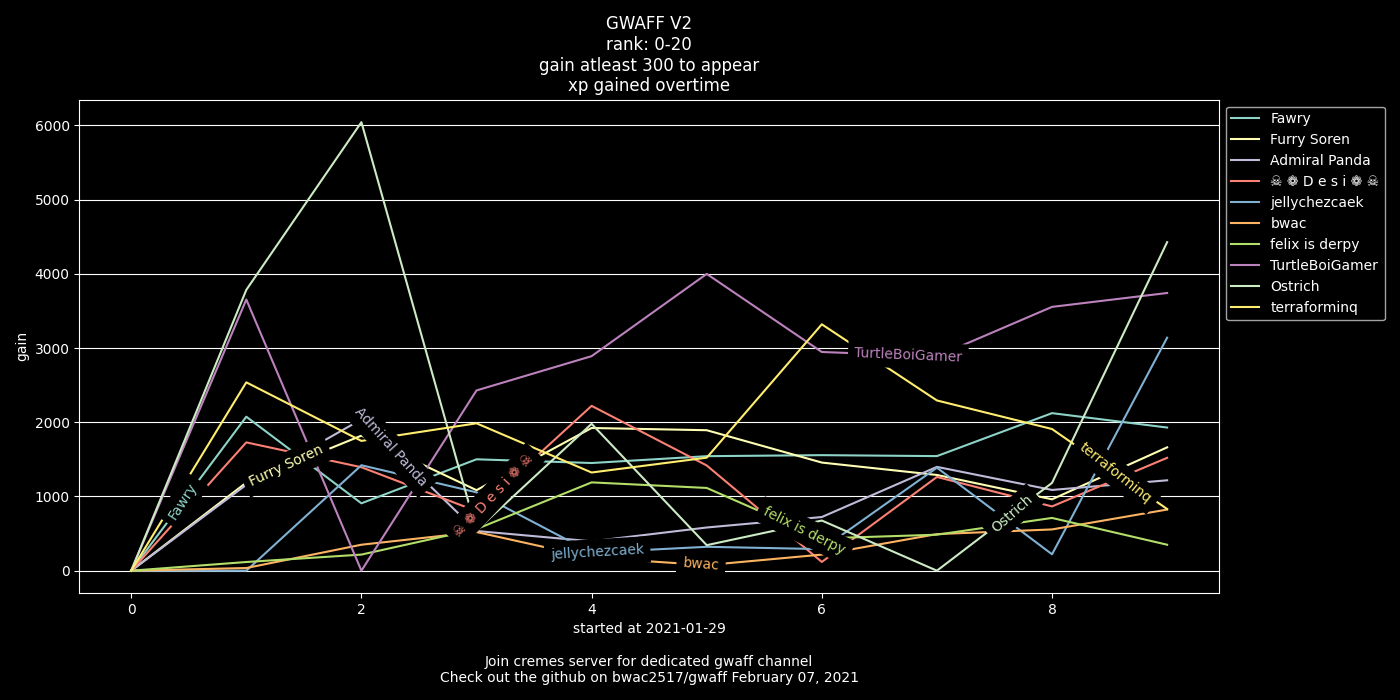 GWAFF V2
rank: 0-20
gain atleast 300 to appear
xp gained overtime
gain
6000
5000
4000
3000
2000
1000
0
Fawry
Furry Soren
Admiral Panda
☠ ❁ D e s i ❁ ☠
jellychezcaek
bwac
felix is derpy
TurtleBoiGamer
Ostrich
terraforminq
Fawry
Furry Soren
Admiral Panda
☠ ❁ D e s i ❁ ☠
jellychezcaek
bwac
felix is derpy
TurtleBoiGamer
Ostrich
terraforminq
0 2 4 6 8
started at 2021-01-29
Join cremes server for dedicated gwaff channel
Check out the github on bwac2517/gwaff February 07, 2021